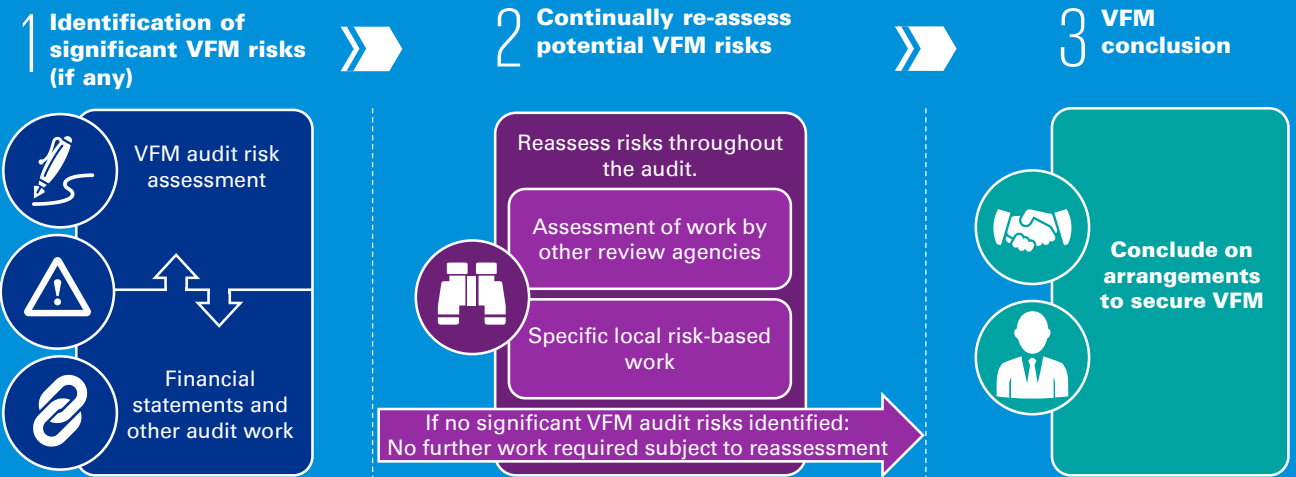 1 Identification of
significant VFM risks
(if any)
2 Continually re-assess
potential VFM risks
3 VFM
conclusion
VFM audit risk
assessment
Financial
statements and
other audit work
Reassess risks throughout
the audit.
Assessment of work by
other review agencies
Specific local risk-based
work
If no significant VFM audit risks identified:
No further work required subject to reassessment
Conclude on
arrangements
to secure VFM